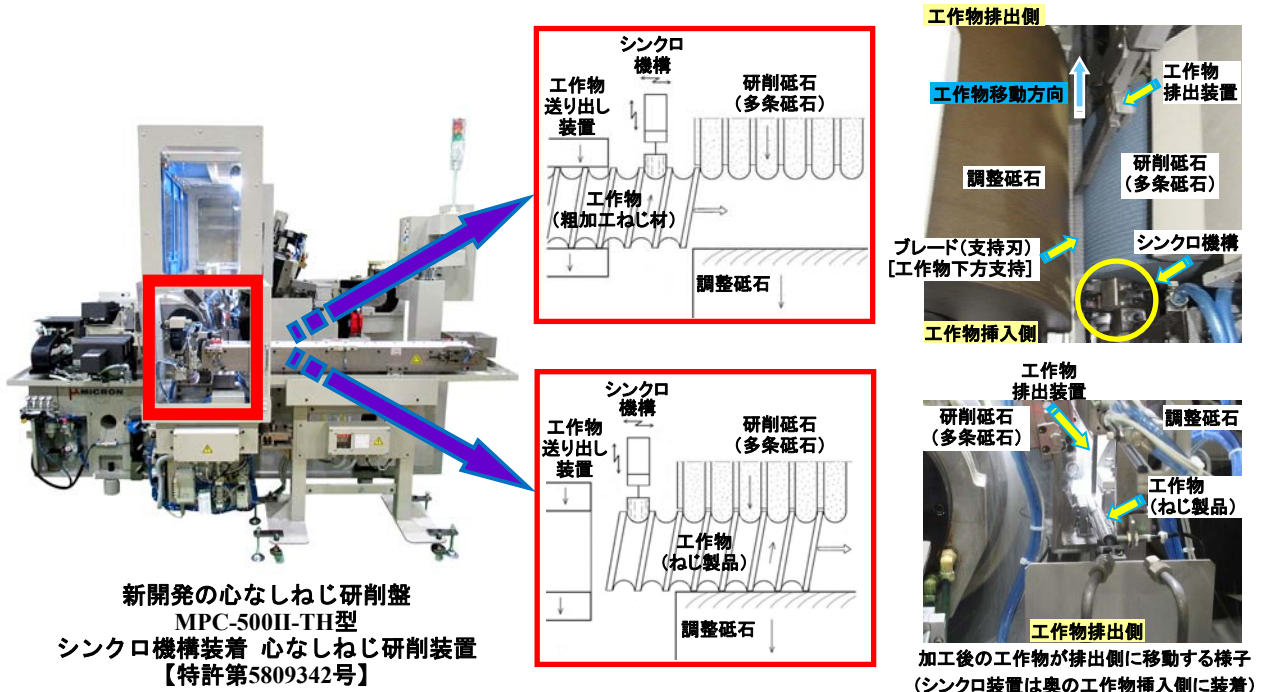 新開発の心なしねじ研削盤
MPC-500II-TH型
シンクロ機構装着 心なしねじ研削装置
【特許第5809342号】
μMICRON
シンクロ
機構
工作物
送り出し
装置
研削砥石
(多条砥石)
工作物
(粗加工ねじ材)
調整砥石
シンクロ
機構
工作物
送り出し
装置
研削砥石
(多条砥石)
工作物
(ねじ製品)
調整砥石
工作物排出側
工作物移動方向
工作物
排出装置
調整砥石
研削砥石
(多条砥石)
ブレード(支持刃)
[工作物下方支持]
シンクロ機構
工作物挿入側
工作物
排出装置
研削砥石
(多条砥石)
調整砥石
工作物
(ねじ製品)
工作物排出側
加工後の工作物が排出側に移動する様子
(シンクロ装置は奥の工作物挿入側に装着)